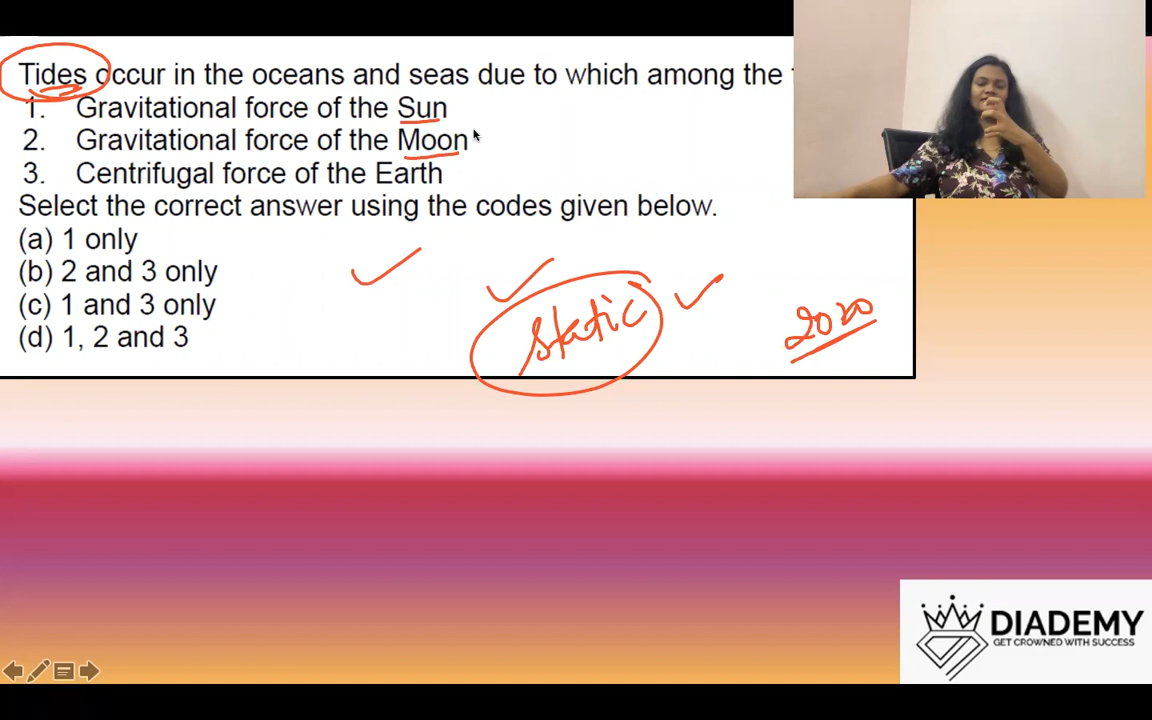 Tides occur in the oceans and seas due to which among the
1. Gravitational force of the Sun
2. Gravitational force of the Moon
3. Centrifugal force of the Earth
Select the correct answer using the codes given below.
(a) 1 only
(b) 2 and 3 only
(c) 1 and 3 only
(d) 1, 2 and 3
static
2020
DIADEMY
GET CROWNED WITH SUCCESS